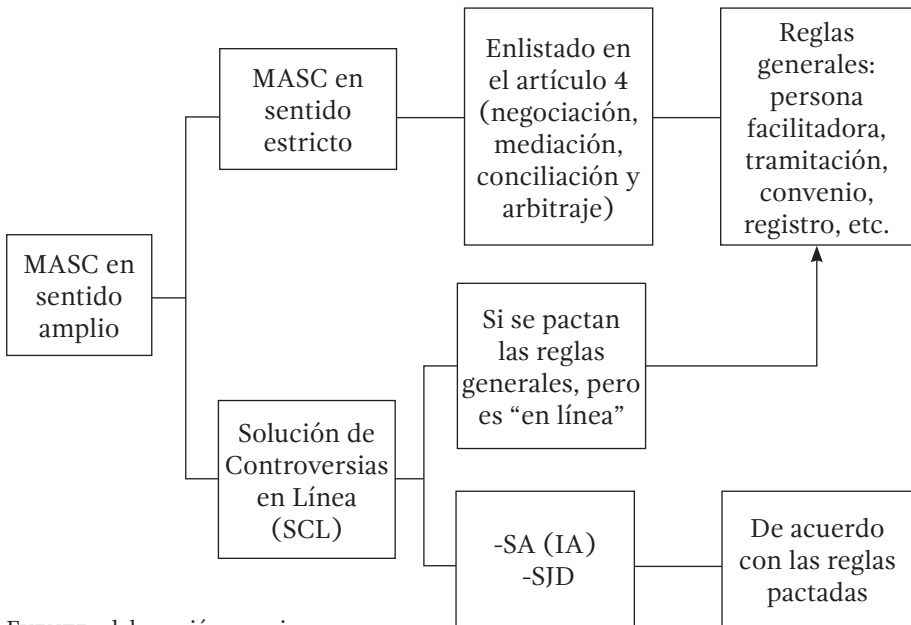 MASC en
sentido
amplio
MASC en
sentido
estricto
Enlistado en
el artículo 4
(negociación,
mediación,
conciliación y
arbitraje)
Reglas
generales:
persona
facilitadora,
tramitación,
convenio,
registro, etc.
Solución de
Controversias
en Línea
(SCL)
Si se pactan
las reglas
generales, pero
es “en línea”
-SA (IA)
-SJD
De acuerdo
con las reglas
pactadas